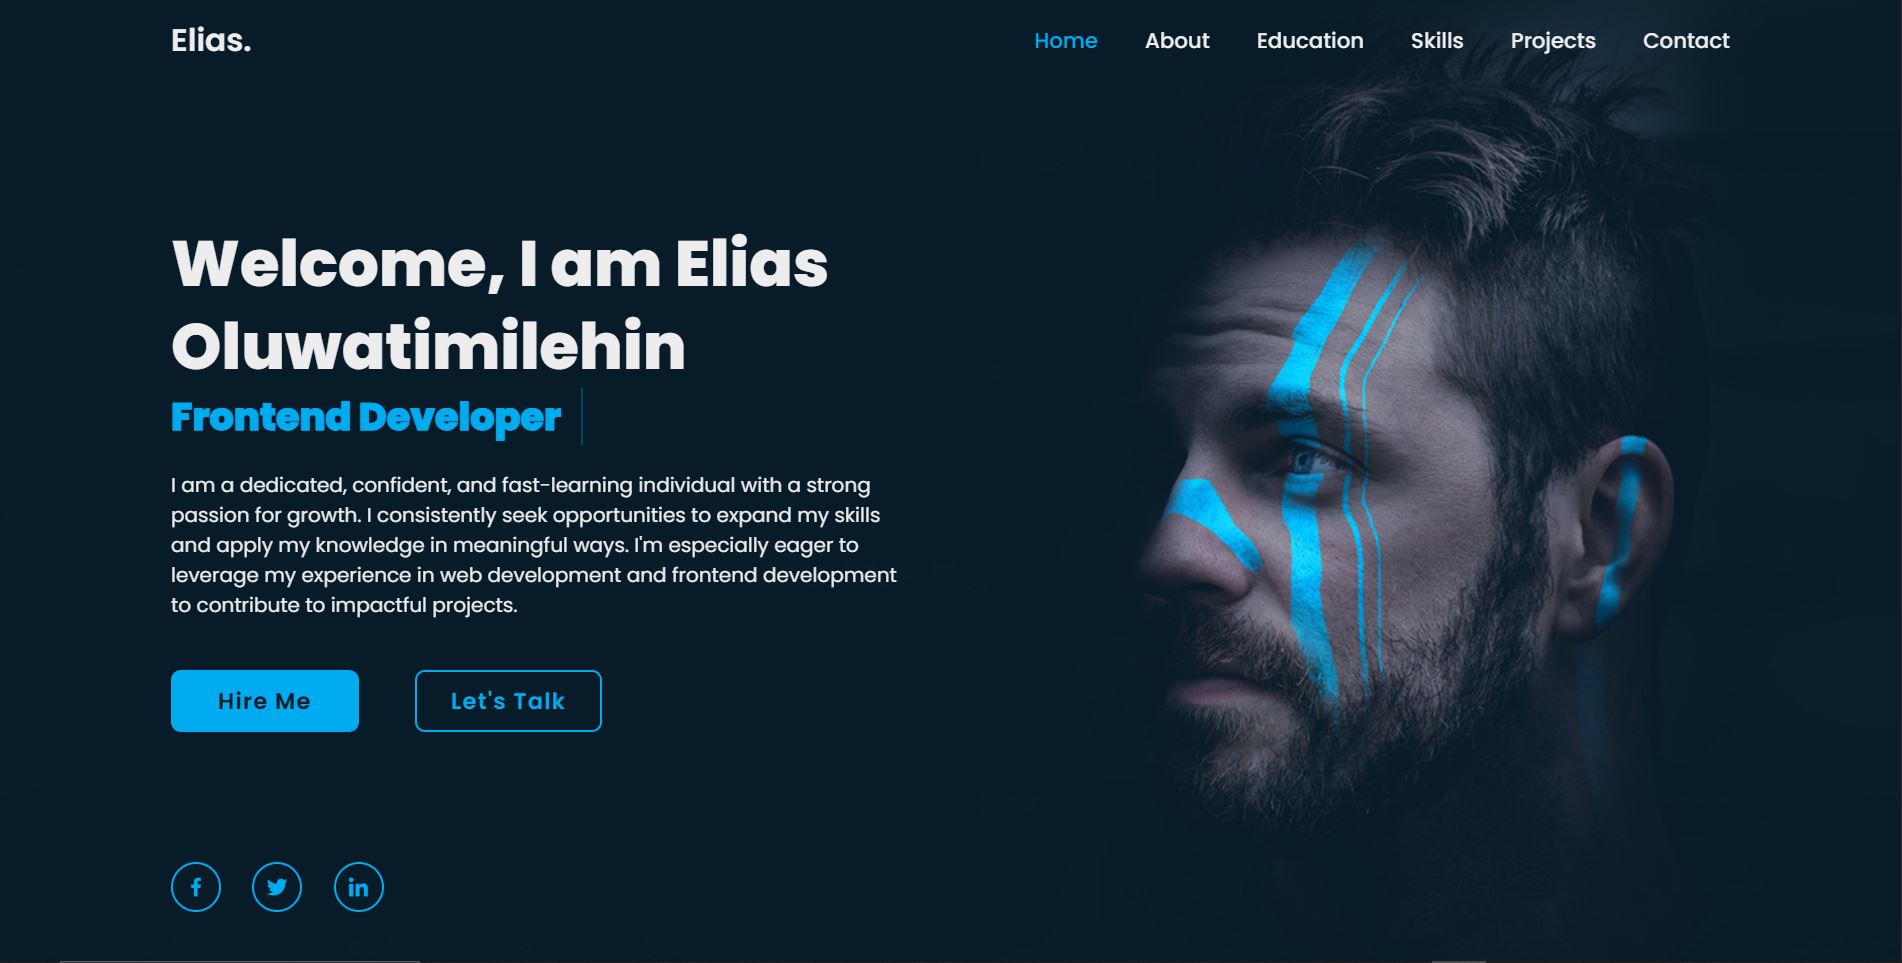 Elias.
Home About Education Skills Projects Contact
Welcome, I am Elias
Oluwatimilehin
Frontend Developer
I am a dedicated, confident, and fast-learning individual with a strong
passion for growth. I consistently seek opportunities to expand my skills
and apply my knowledge in meaningful ways. I'm especially eager to
leverage my experience in web development and frontend development
to contribute to impactful projects.
Hire Me
Let's Talk